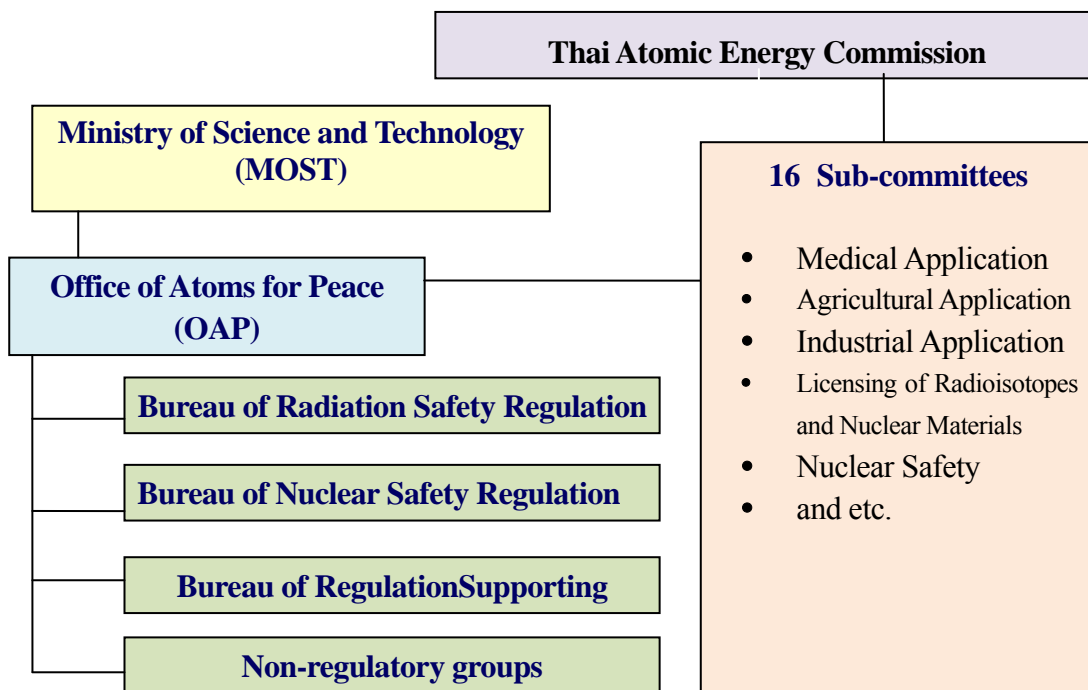 Thai Atomic Energy Commission
Ministry of Science and Technology
(MOST)
Office of Atoms for Peace
(OAP)
Bureau of Radiation Safety Regulation
Bureau of Nuclear Safety Regulation
Bureau of RegulationSupporting
Non-regulatory groups
16 Sub-committees
• Medical Application
• Agricultural Application
• Industrial Application
• Licensing of Radioisotopes
and Nuclear Materials
• Nuclear Safety
• and etc.